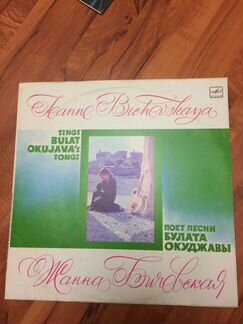 Jeanne Bichevskaya
SINGS
BULAT
OKUJAVA's
SONGS
ПОЕТ ПЕСНИ
БУЛАТА
ОКУДЖАВЫ
Жанна Бичевская